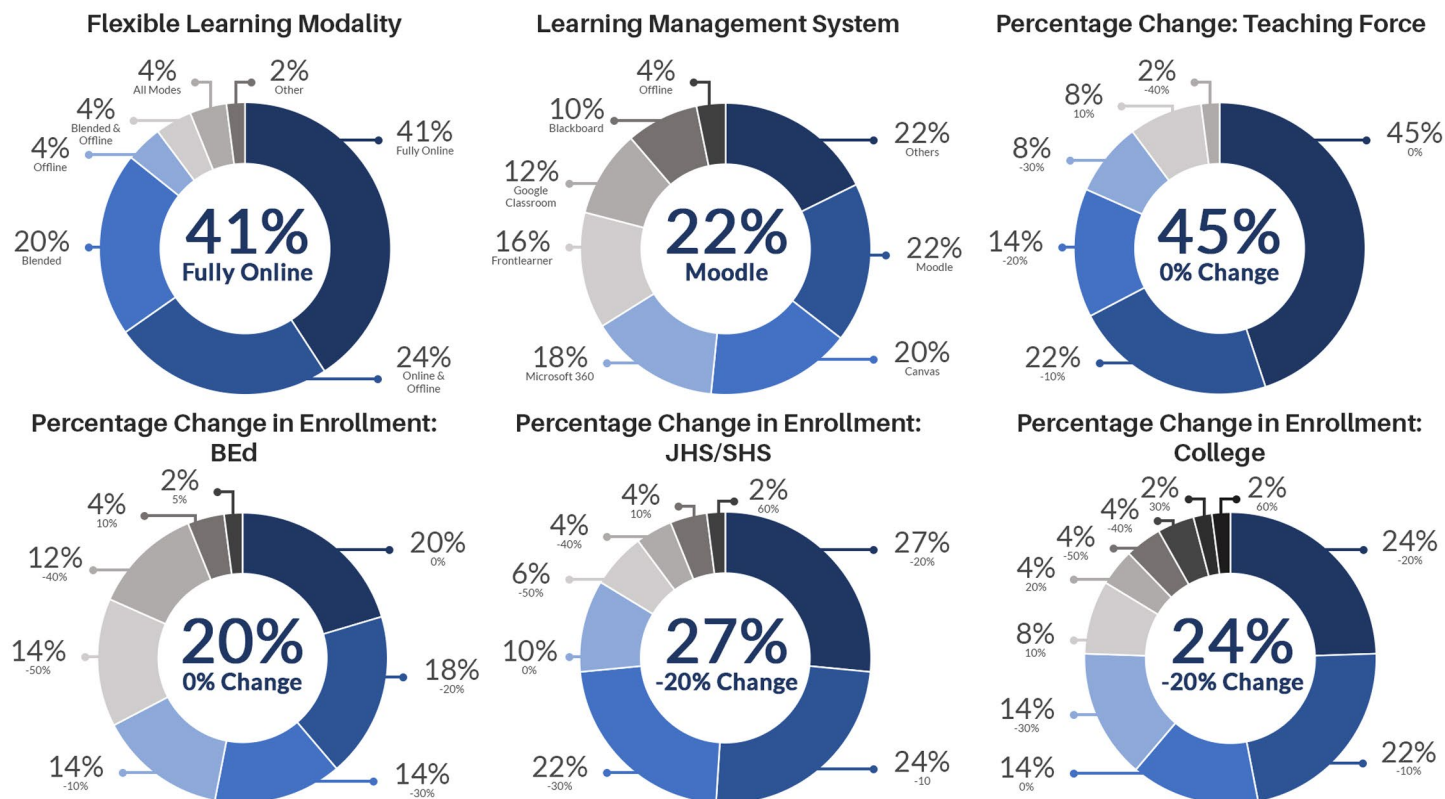 Flexible Learning Modality
4%
All Modes
2%
Other
4%
Blended &
Offline
4%
Offline
41%
Fully Online
20%
Blended
41%
Fully Online
24%
Online &
Offline
Learning Management System
4%
Offline
10%
Blackboard
12%
Google
Classroom
16%
Frontlearner
18%
Microsoft 360
22%
Others
22%
Moodle
22%
Moodle
20%
Canvas
Percentage Change: Teaching Force
2%
-40%
8%
10%
8%
-30%
14%
-20%
22%
-10%
45%
0%
45%
0% Change
Percentage Change in Enrollment:
BEd
2%
5%
4%
10%
12%
-40%
14%
-50%
14%
-10%
20%
0%
20%
0% Change
18%
-20%
14%
-30%
Percentage Change in Enrollment:
JHS/SHS
4%
10%
2%
60%
4%
-40%
6%
-50%
10%
0%
22%
-30%
27%
-20%
27%
-20% Change
24%
-10
Percentage Change in Enrollment:
College
2%
30%
2%
60%
4%
-40%
4%
-50%
4%
20%
8%
10%
14%
-30%
14%
0%
24%
-20%
24%
-20% Change
22%
-10%